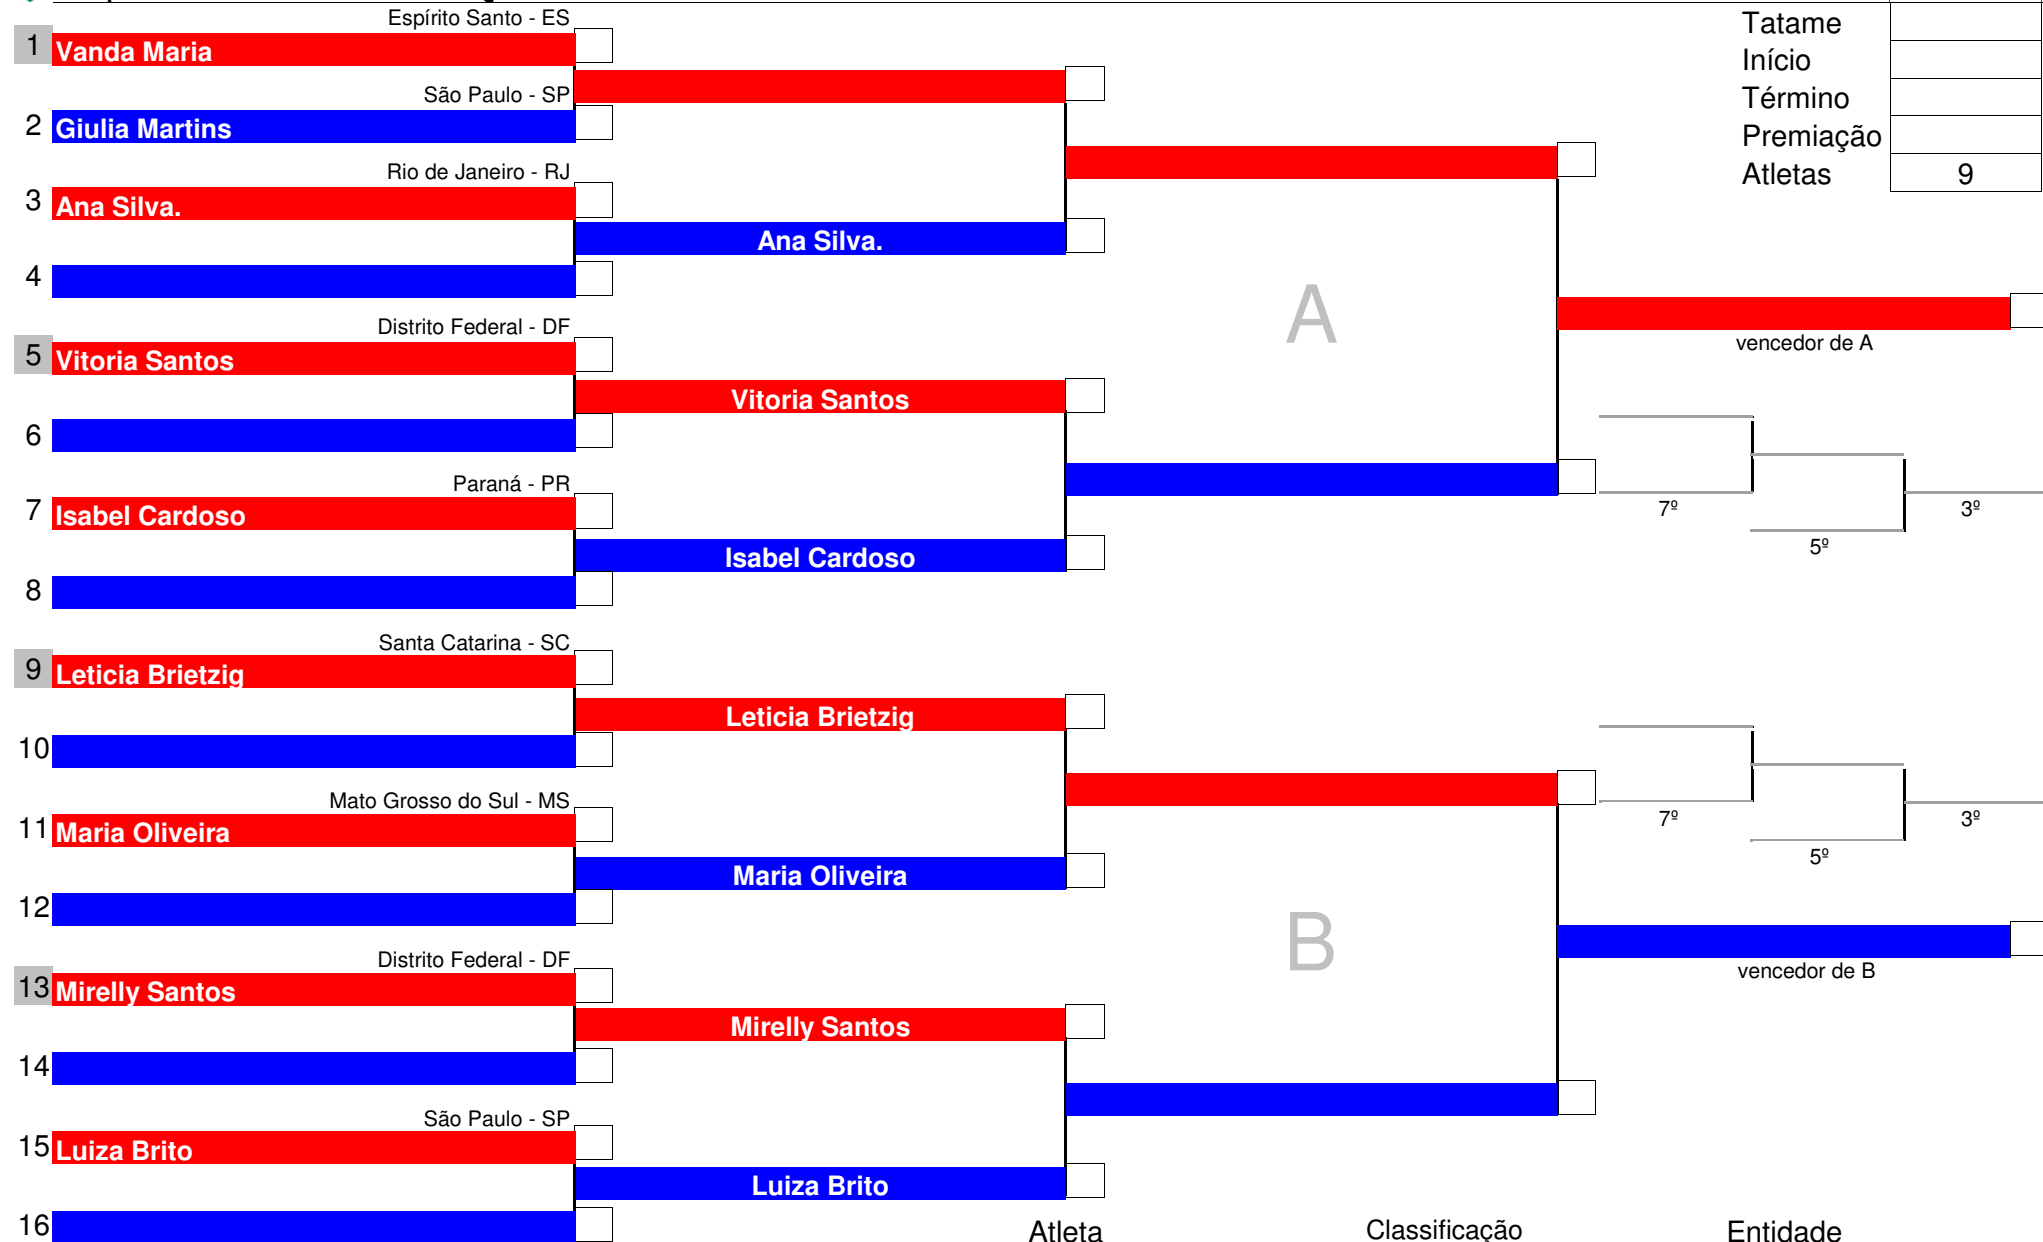 Espírito Santo - ES
1 Vanda Maria
São Paulo - SP
2 Giulia Martins
Rio de Janeiro - RJ
3 Ana Silva.
Ana Silva.
4
Distrito Federal - DF
5 Vitoria Santos
Vitoria Santos
6
Paraná - PR
7 Isabel Cardoso
Isabel Cardoso
8
Santa Catarina - SC
9 Leticia Brietzig
Leticia Brietzig
10
Mato Grosso do Sul - MS
11 Maria Oliveira
Maria Oliveira
12
Distrito Federal - DF
13 Mirelly Santos
Mirelly Santos
14
São Paulo - SP
15 Luiza Brito
Luiza Brito
16
A
B
Tatame
Início
Término
Premiação
Atletas 9
vencedor de A
7º
5º
3º
7º
5º
3º
vencedor de B
Atleta Classificação Entidade